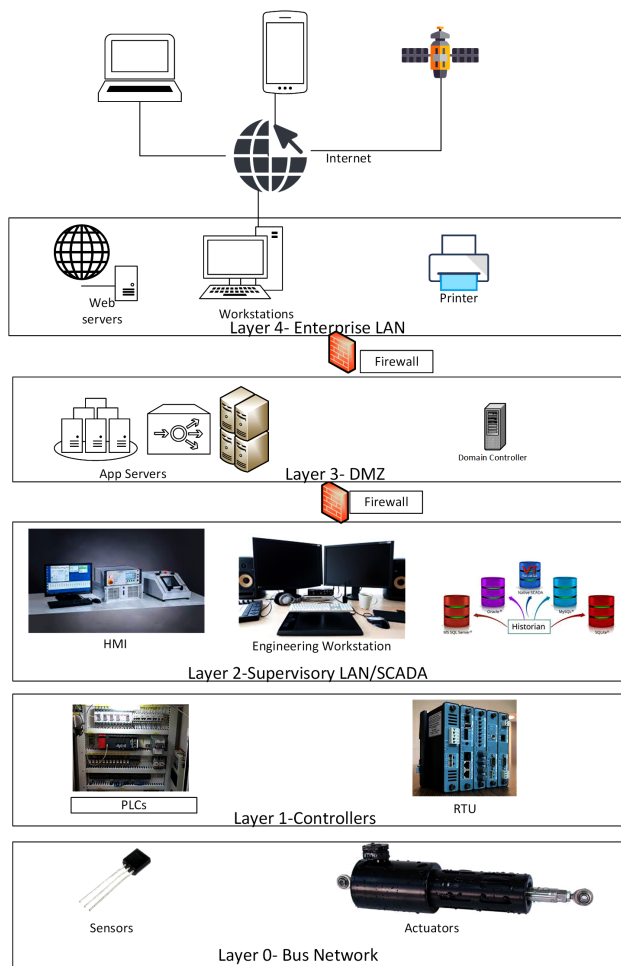 Internet
Web
servers
Workstations
Printer
Layer 4- Enterprise LAN
Firewall
App Servers
Layer 3- DMZ
Domain Controller
Firewall
HMI
Engineering Workstation
Native SCADA
Oracle®
MySQL®
MS SQL Server®
Historian
SQLite®
Layer 2-Supervisory LAN/SCADA
PLCs
RTU
Layer 1-Controllers
Sensors
Actuators
Layer 0- Bus Network